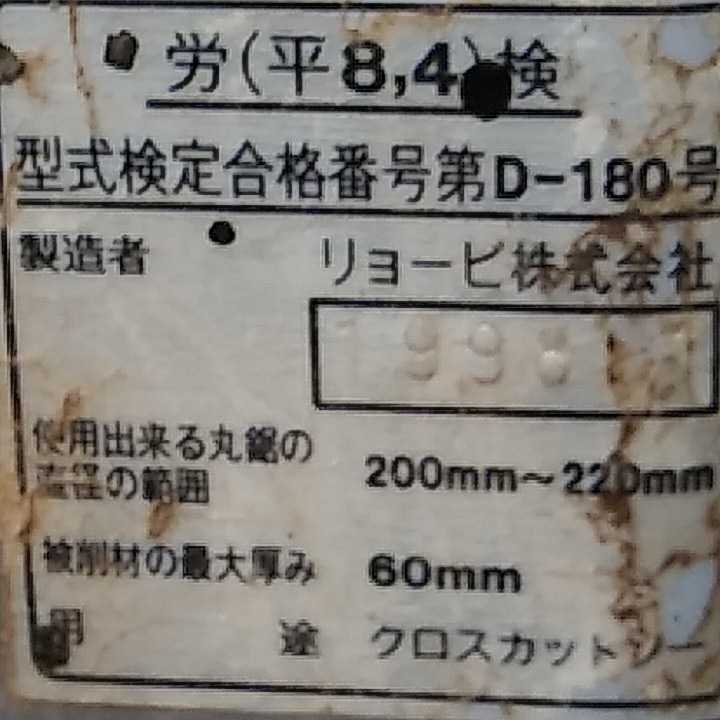 労(平8,4)検
型式検定合格番号第D-180号
製造者 リョービ株式会社
1998
使用出来る丸鋸の
直径の範囲 200mm~220mm
被削材の最大厚み 60mm
用途 クロスカットソー